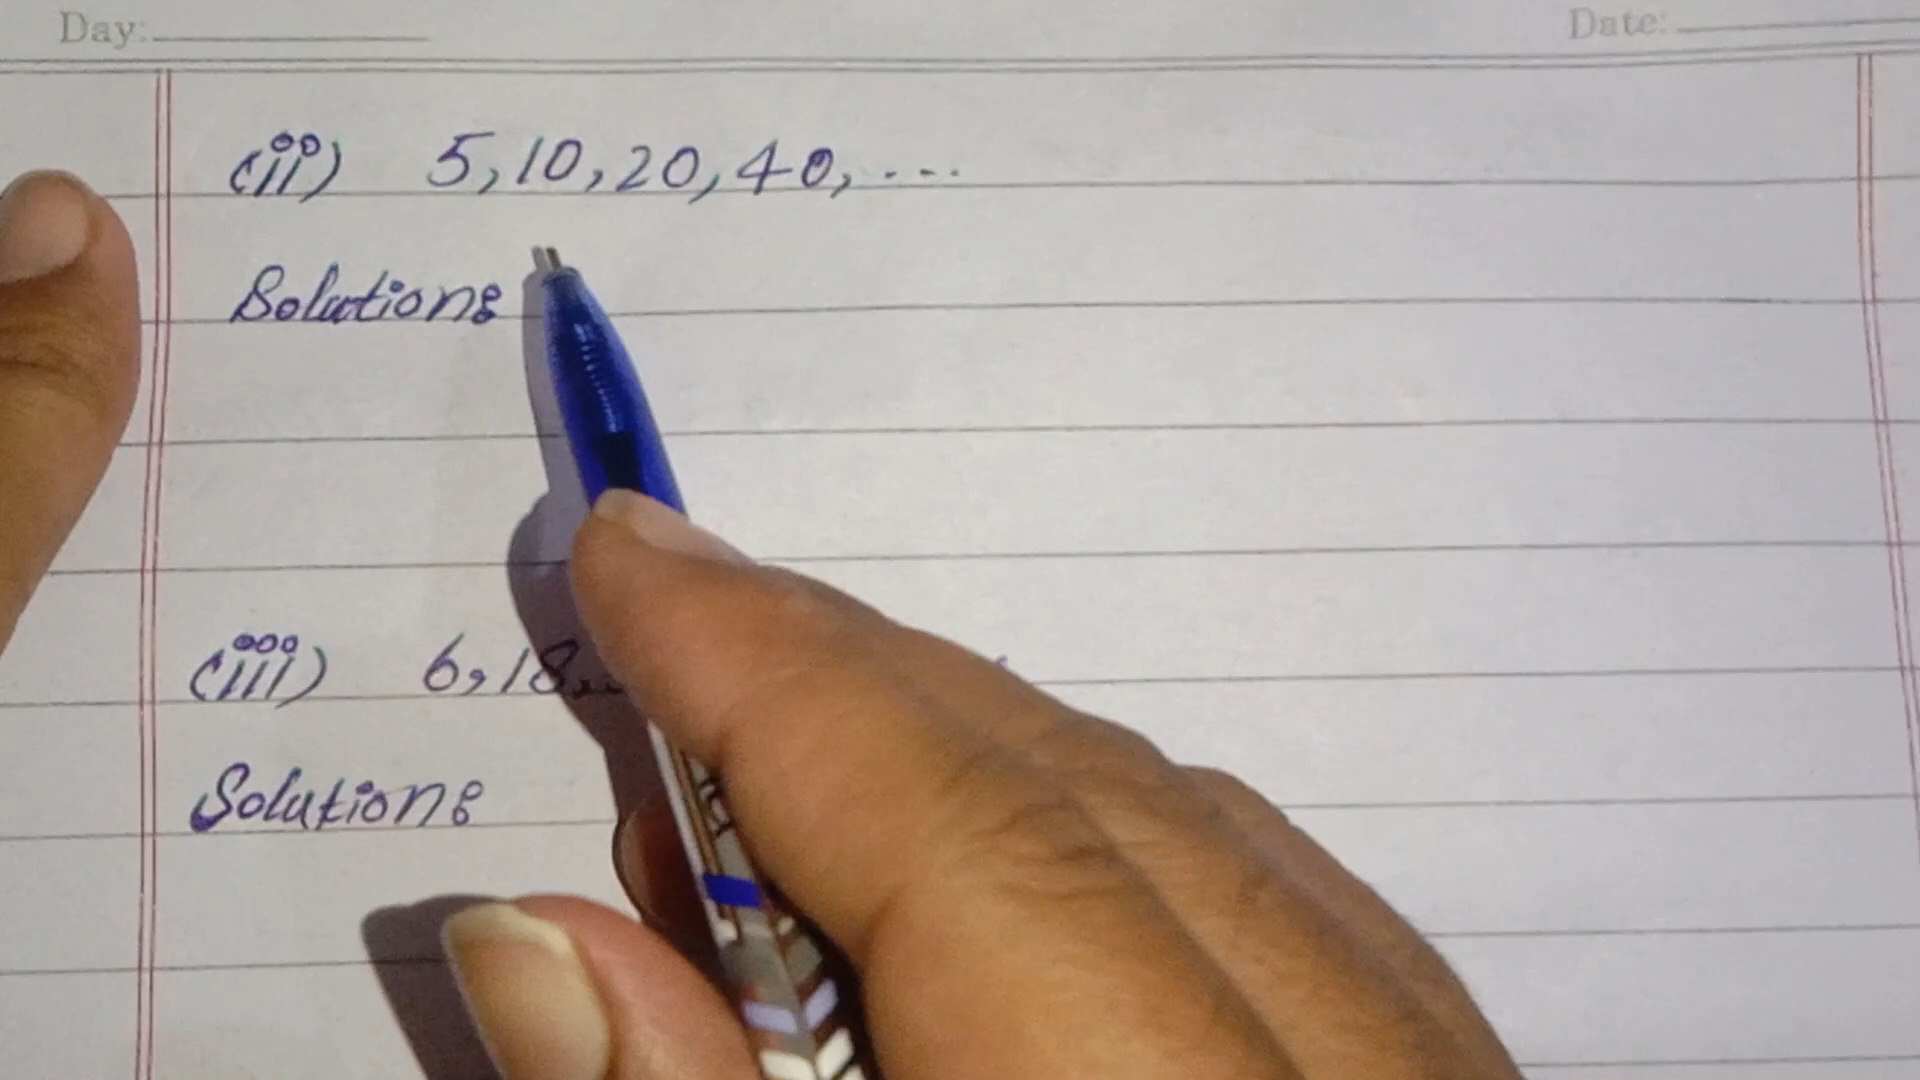 Day:
Date:
(ii) 5,10,20,40,...
Solution:
(iii) 6,18,
Solution: